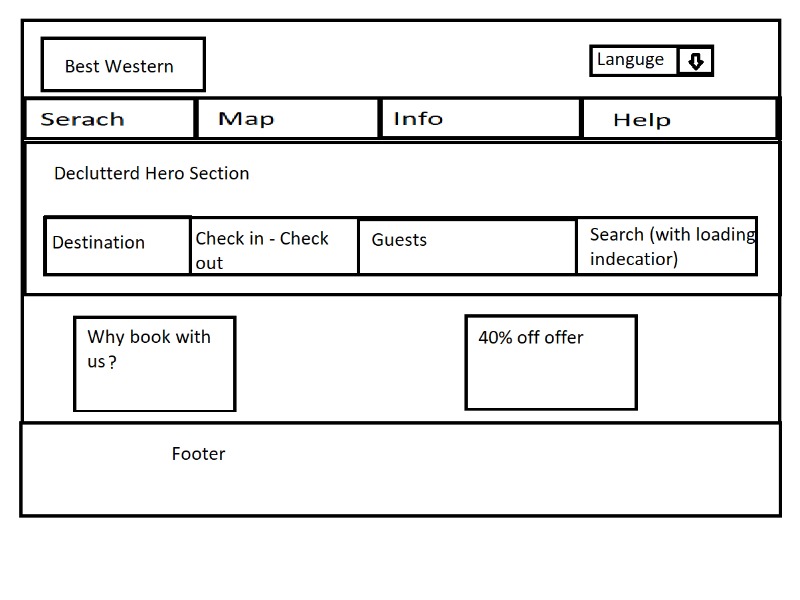 Best Western
Languge
Serach
Map
Info
Help
Declutterd Hero Section
Destination
Check in - Check
out
Guests
Search (with loading
indecatior)
Why book with
us?
40% off offer
Footer